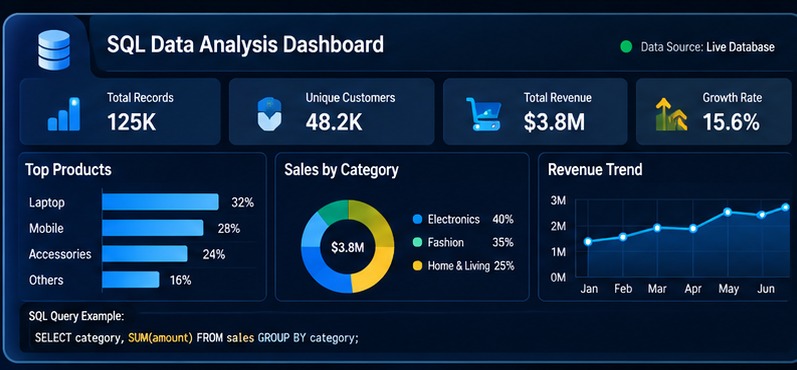 SQL Data Analysis Dashboard
Data Source: Live Database
Total Records
125K
Unique Customers
48.2K
Total Revenue
$3.8M
Growth Rate
15.6%
Top Products
Laptop 32%
Mobile 28%
Accessories 24%
Others 16%
Sales by Category
$3.8M
Electronics 40%
Fashion 35%
Home & Living 25%
Revenue Trend
3M
2M
1M
0M
Jan Feb Mar Apr May Jun
SQL Query Example:
SELECT category, SUM(amount) FROM sales GROUP BY category;